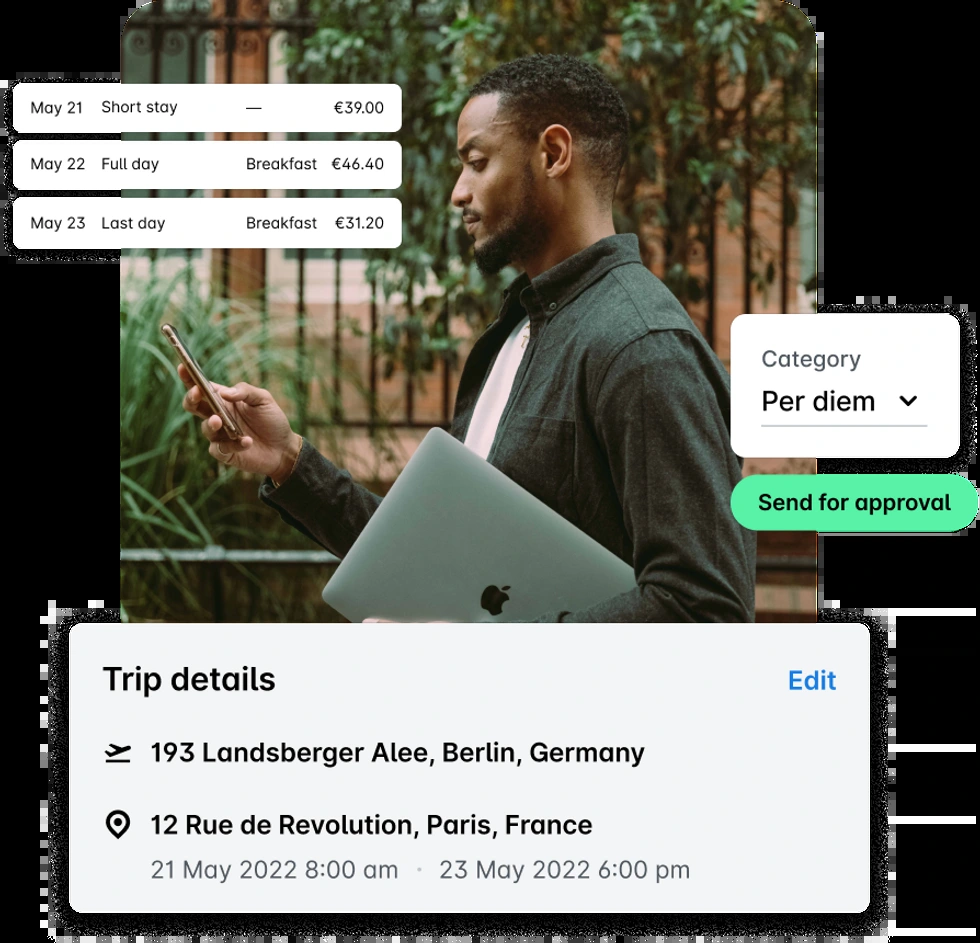 May 21 Short stay — €39.00
May 22 Full day Breakfast €46.40
May 23 Last day Breakfast €31.20
Category
Per diem
Send for approval
Trip details Edit
193 Landsberger Alee, Berlin, Germany
12 Rue de Revolution, Paris, France
21 May 2022 8:00 am · 23 May 2022 6:00 pm